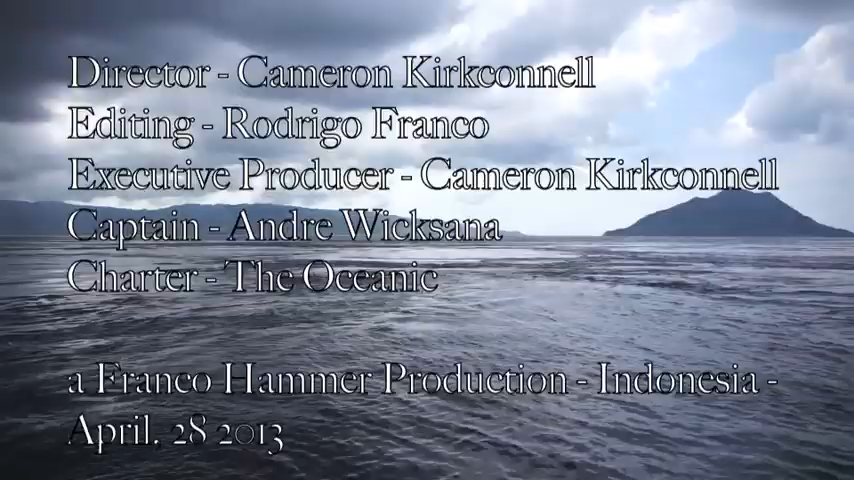 Director - Cameron Kirkconnell
Editing - Rodrigo Franco
Executive Producer - Cameron Kirkconnell
Captain - Andre Wicksana
Charter - The Oceanic
a Franco Hammer Production - Indonesia -
April. 28 2013